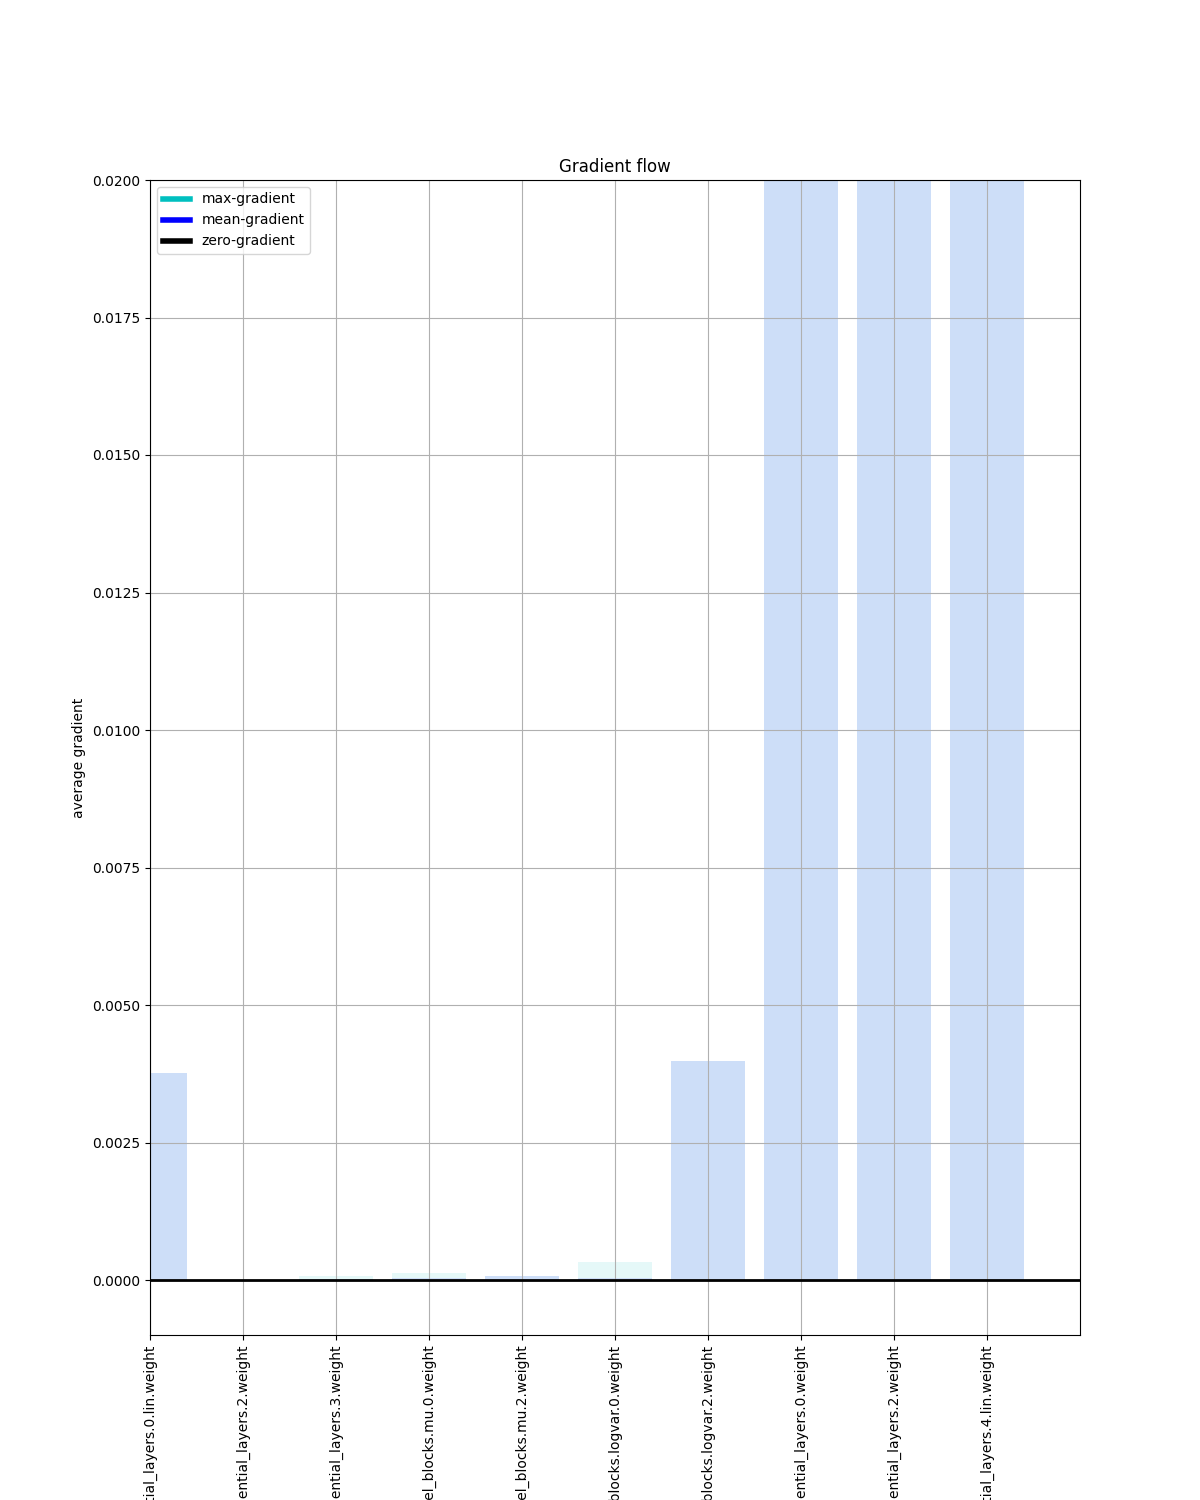 Gradient flow
max-gradient
mean-gradient
zero-gradient
0.0200
0.0175
0.0150
0.0125
0.0100
0.0075
0.0050
0.0025
0.0000
average gradient
tial_layers.0.lin.weight
ential_layers.2.weight
ential_layers.3.weight
el_blocks.mu.0.weight
el_blocks.mu.2.weight
blocks.logvar.0.weight
blocks.logvar.2.weight
ential_layers.0.weight
ential_layers.2.weight
tial_layers.4.lin.weight